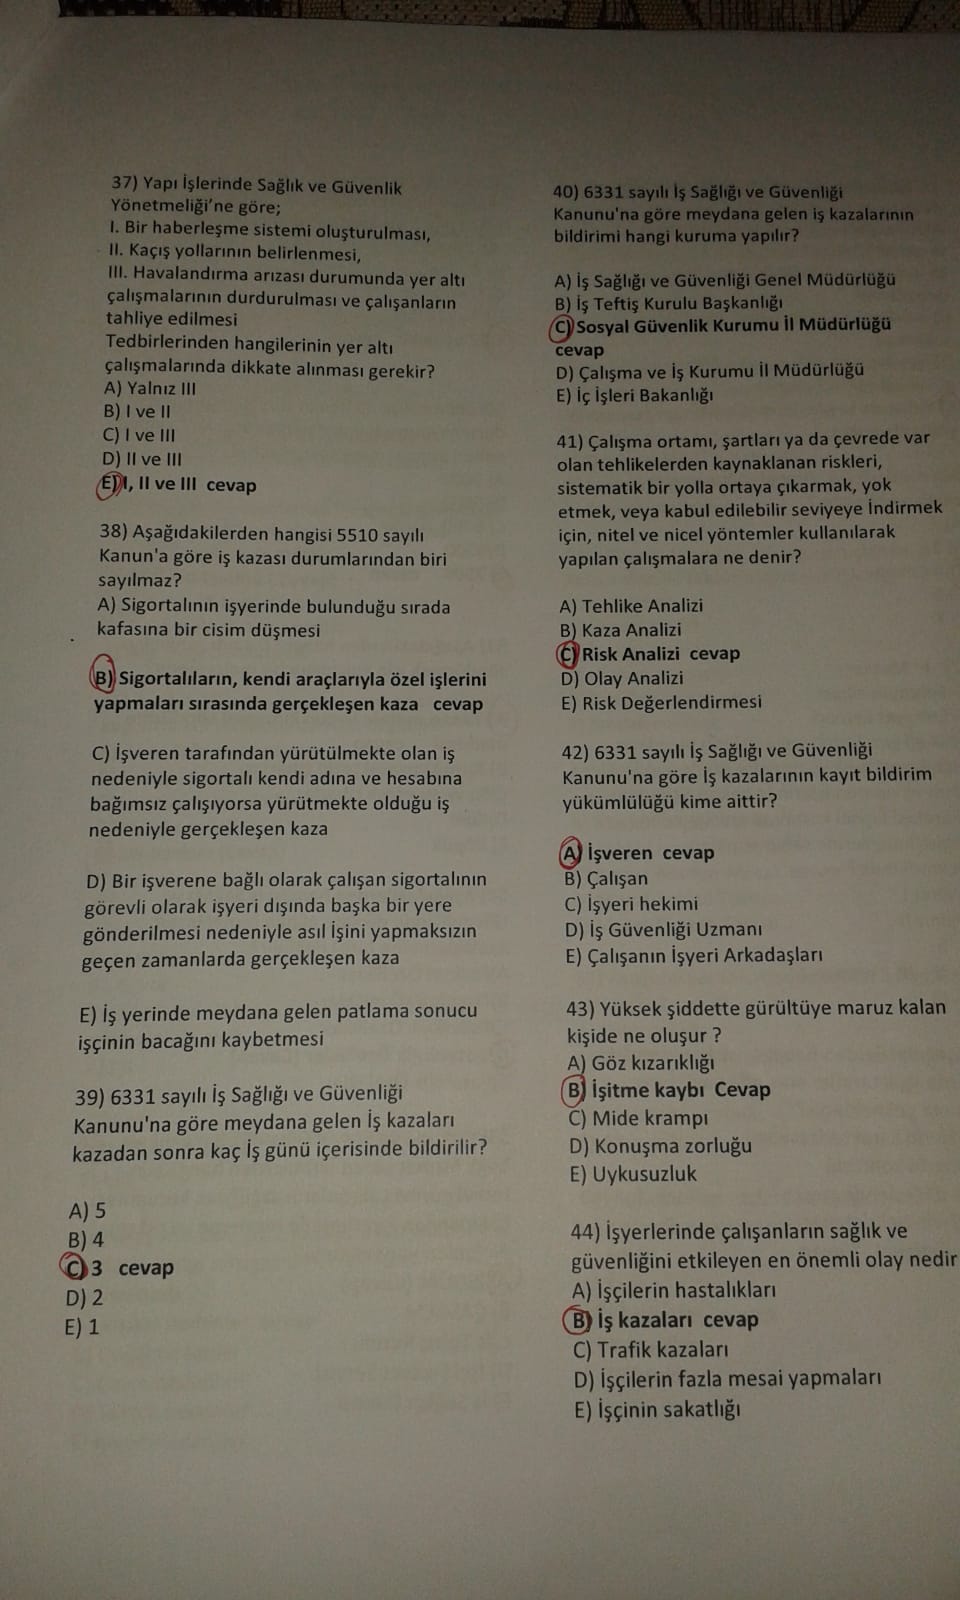 37) Yapı İşlerinde Sağlık ve Güvenlik
Yönetmeliği’ne göre;
I. Bir haberleşme sistemi oluşturulması,
II. Kaçış yollarının belirlenmesi,
III. Havalandırma arızası durumunda yer altı
çalışmalarının durdurulması ve çalışanların
tahliye edilmesi
Tedbirlerinden hangilerinin yer altı
çalışmalarında dikkate alınması gerekir?
A) Yalnız III
B) I ve II
C) I ve III
D) II ve III
E) I, II ve III cevap
38) Aşağıdakilerden hangisi 5510 sayılı
Kanun'a göre iş kazası durumlarından biri
sayılmaz?
A) Sigortalının işyerinde bulunduğu sırada
kafasına bir cisim düşmesi
B) Sigortalıların, kendi araçlarıyla özel işlerini
yapmaları sırasında gerçekleşen kaza cevap
C) İşveren tarafından yürütülmekte olan iş
nedeniyle sigortalı kendi adına ve hesabına
bağımsız çalışıyorsa yürütmekte olduğu iş
nedeniyle gerçekleşen kaza
D) Bir işverene bağlı olarak çalışan sigortalının
görevli olarak işyeri dışında başka bir yere
gönderilmesi nedeniyle asıl İşini yapmaksızın
geçen zamanlarda gerçekleşen kaza
E) İş yerinde meydana gelen patlama sonucu
işçinin bacağını kaybetmesi
39) 6331 sayılı İş Sağlığı ve Güvenliği
Kanunu'na göre meydana gelen İş kazaları
kazadan sonra kaç İş günü içerisinde bildirilir?
A) 5
B) 4
C) 3 cevap
D) 2
E) 1
40) 6331 sayılı İş Sağlığı ve Güvenliği
Kanunu'na göre meydana gelen iş kazalarının
bildirimi hangi kuruma yapılır?
A) İş Sağlığı ve Güvenliği Genel Müdürlüğü
B) İş Teftiş Kurulu Başkanlığı
C) Sosyal Güvenlik Kurumu İl Müdürlüğü
cevap
D) Çalışma ve İş Kurumu İl Müdürlüğü
E) İç İşleri Bakanlığı
41) Çalışma ortamı, şartları ya da çevrede var
olan tehlikelerden kaynaklanan riskleri,
sistematik bir yolla ortaya çıkarmak, yok
etmek, veya kabul edilebilir seviyeye İndirmek
için, nitel ve nicel yöntemler kullanılarak
yapılan çalışmalara ne denir?
A) Tehlike Analizi
B) Kaza Analizi
C) Risk Analizi cevap
D) Olay Analizi
E) Risk Değerlendirmesi
42) 6331 sayılı İş Sağlığı ve Güvenliği
Kanunu'na göre İş kazalarının kayıt bildirim
yükümlülüğü kime aittir?
A) İşveren cevap
B) Çalışan
C) İşyeri hekimi
D) İş Güvenliği Uzmanı
E) Çalışanın İşyeri Arkadaşları
43) Yüksek şiddette gürültüye maruz kalan
kişide ne oluşur ?
A) Göz kızarıklığı
B) İşitme kaybı Cevap
C) Mide krampı
D) Konuşma zorluğu
E) Uykusuzluk
44) İşyerlerinde çalışanların sağlık ve
güvenliğini etkileyen en önemli olay nedir
A) İşçilerin hastalıkları
B) İş kazaları cevap
C) Trafik kazaları
D) İşçilerin fazla mesai yapmaları
E) İşçinin sakatlığı